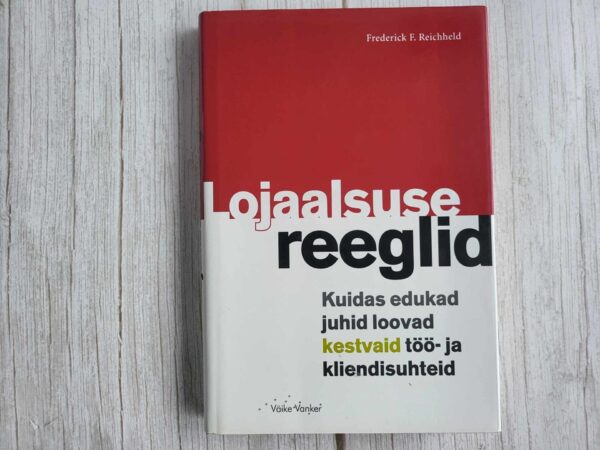 Frederick F. Reichheld
Lojaalsuse
reeglid
Kuidas edukad
juhid loovad
kestvaid töö- ja
kliendisuhteid
Väike Vanker